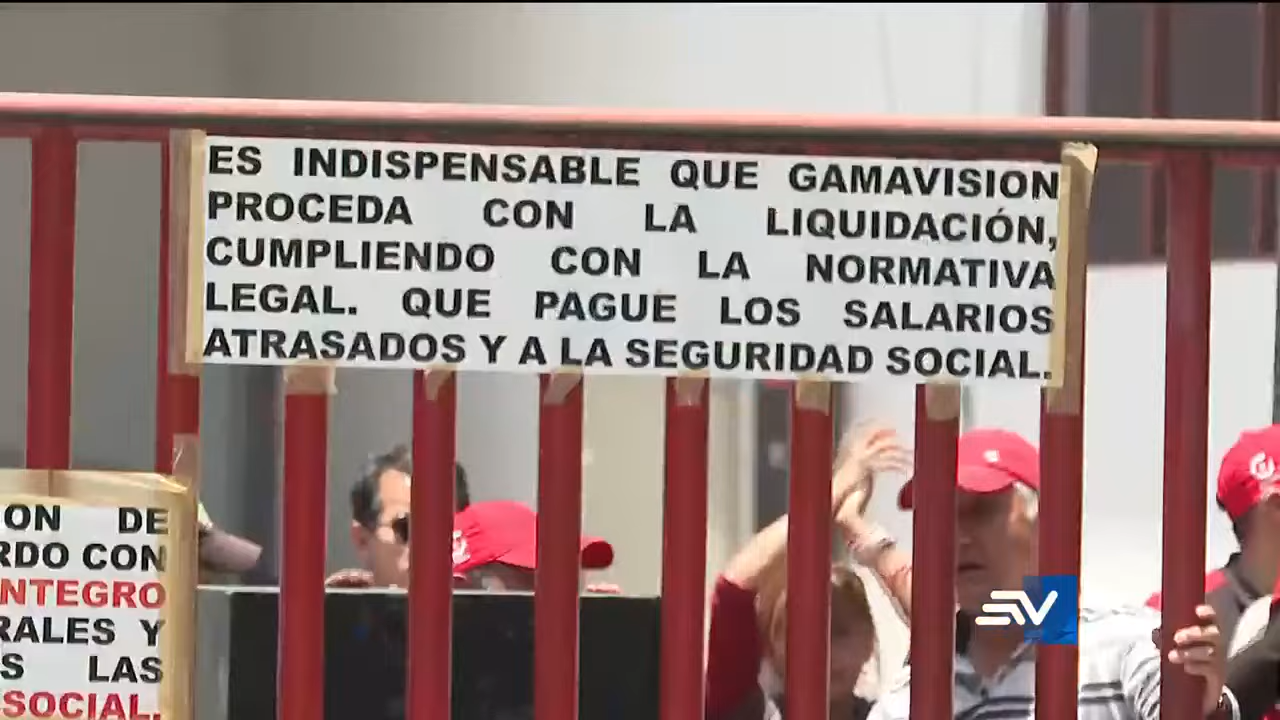 ES INDISPENSABLE QUE GAMAVISION
PROCEDA CON LA LIQUIDACIÓN,
CUMPLIENDO CON LA NORMATIVA
LEGAL. QUE PAGUE LOS SALARIOS
ATRASADOS Y A LA SEGURIDAD SOCIAL.
ON DE
RDO CON
NTEGRO
RALES Y
S LAS
SOCIAL.